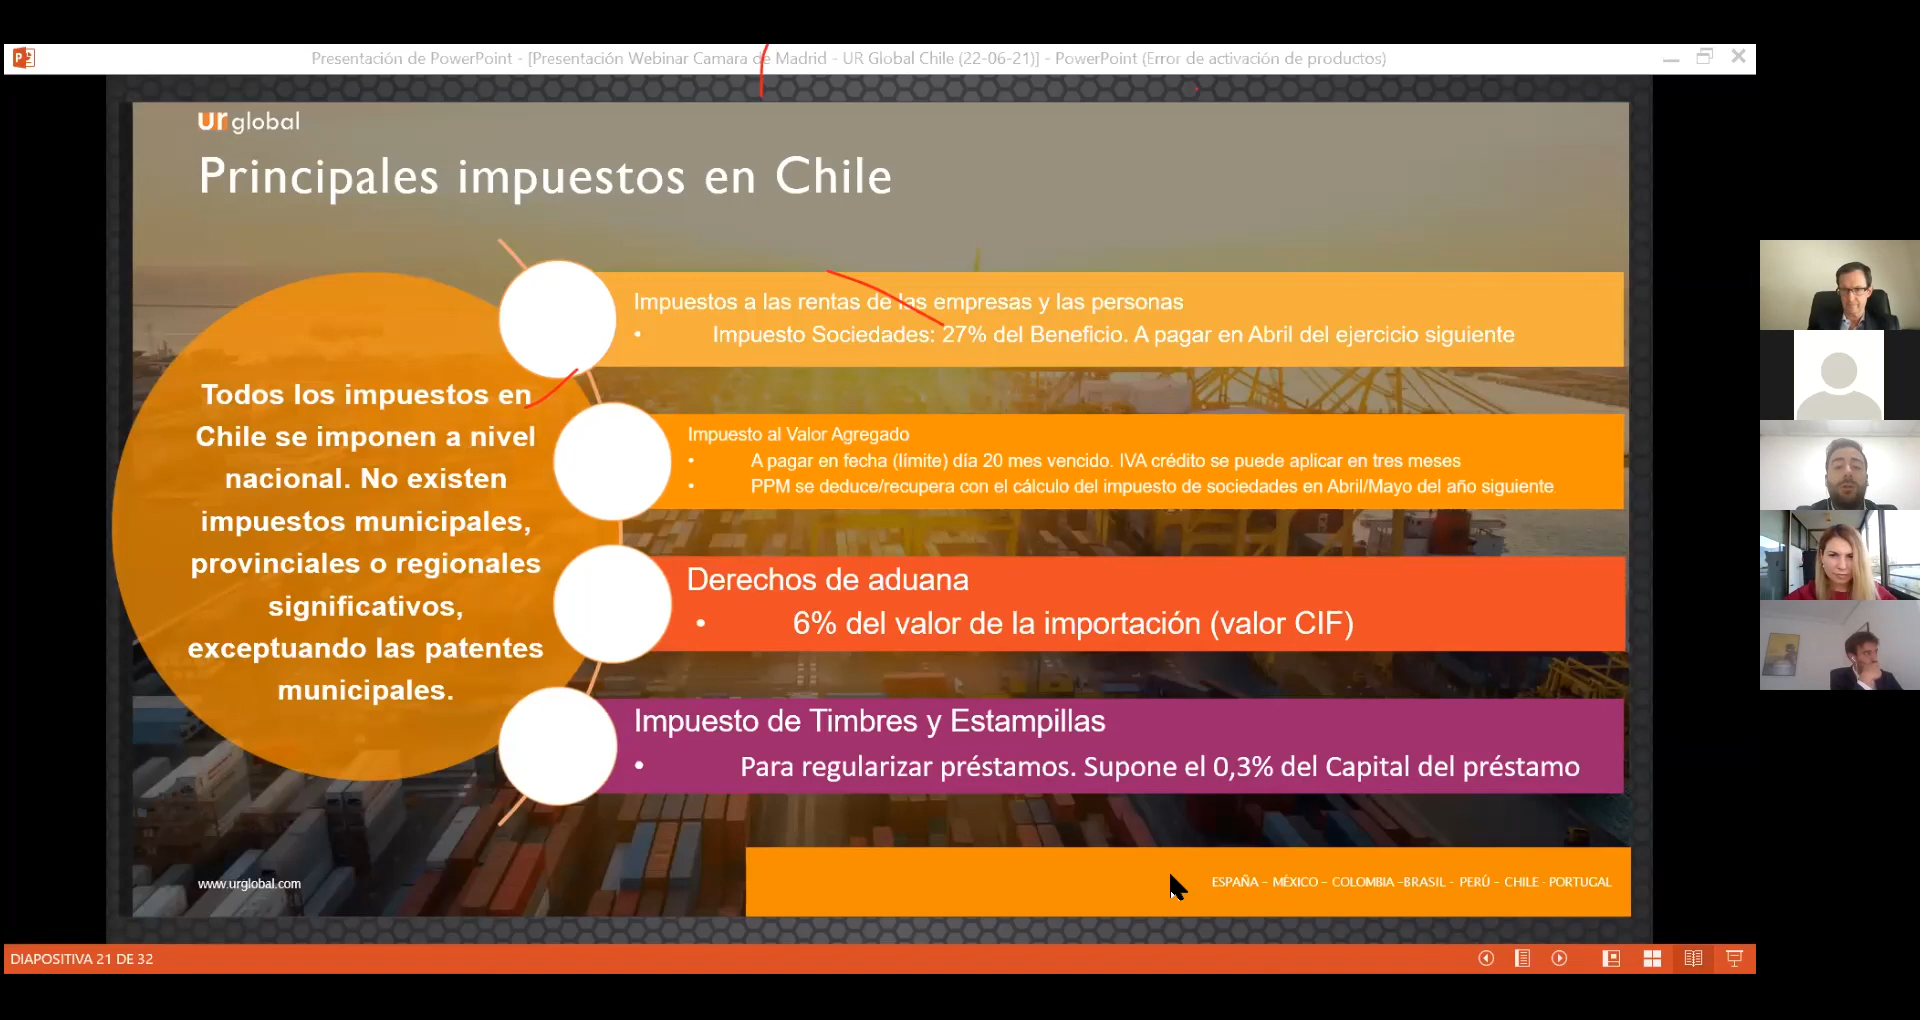 Presentación de PowerPoint - [Presentación Webinar Camara de Madrid - UR Global Chile (22-06-21)] - PowerPoint (Error de activación de productos)
ur global
Principales impuestos en Chile
Todos los impuestos en
Chile se imponen a nivel
nacional. No existen
impuestos municipales,
provinciales o regionales
significativos,
exceptuando las patentes
municipales.
Impuestos a las rentas de las empresas y las personas
• Impuesto Sociedades: 27% del Beneficio. A pagar en Abril del ejercicio siguiente
Impuesto al Valor Agregado
• A pagar en fecha (límite) día 20 mes vencido. IVA crédito se puede aplicar en tres meses
• PPM se deduce/recupera con el cálculo del impuesto de sociedades en Abril/Mayo del año siguiente
Derechos de aduana
• 6% del valor de la importación (valor CIF)
Impuesto de Timbres y Estampillas
• Para regularizar préstamos. Supone el 0,3% del Capital del préstamo
www.urglobal.com
ESPAÑA – MÉXICO – COLOMBIA –BRASIL - PERÚ – CHILE - PORTUGAL
DIAPOSITIVA 21 DE 32